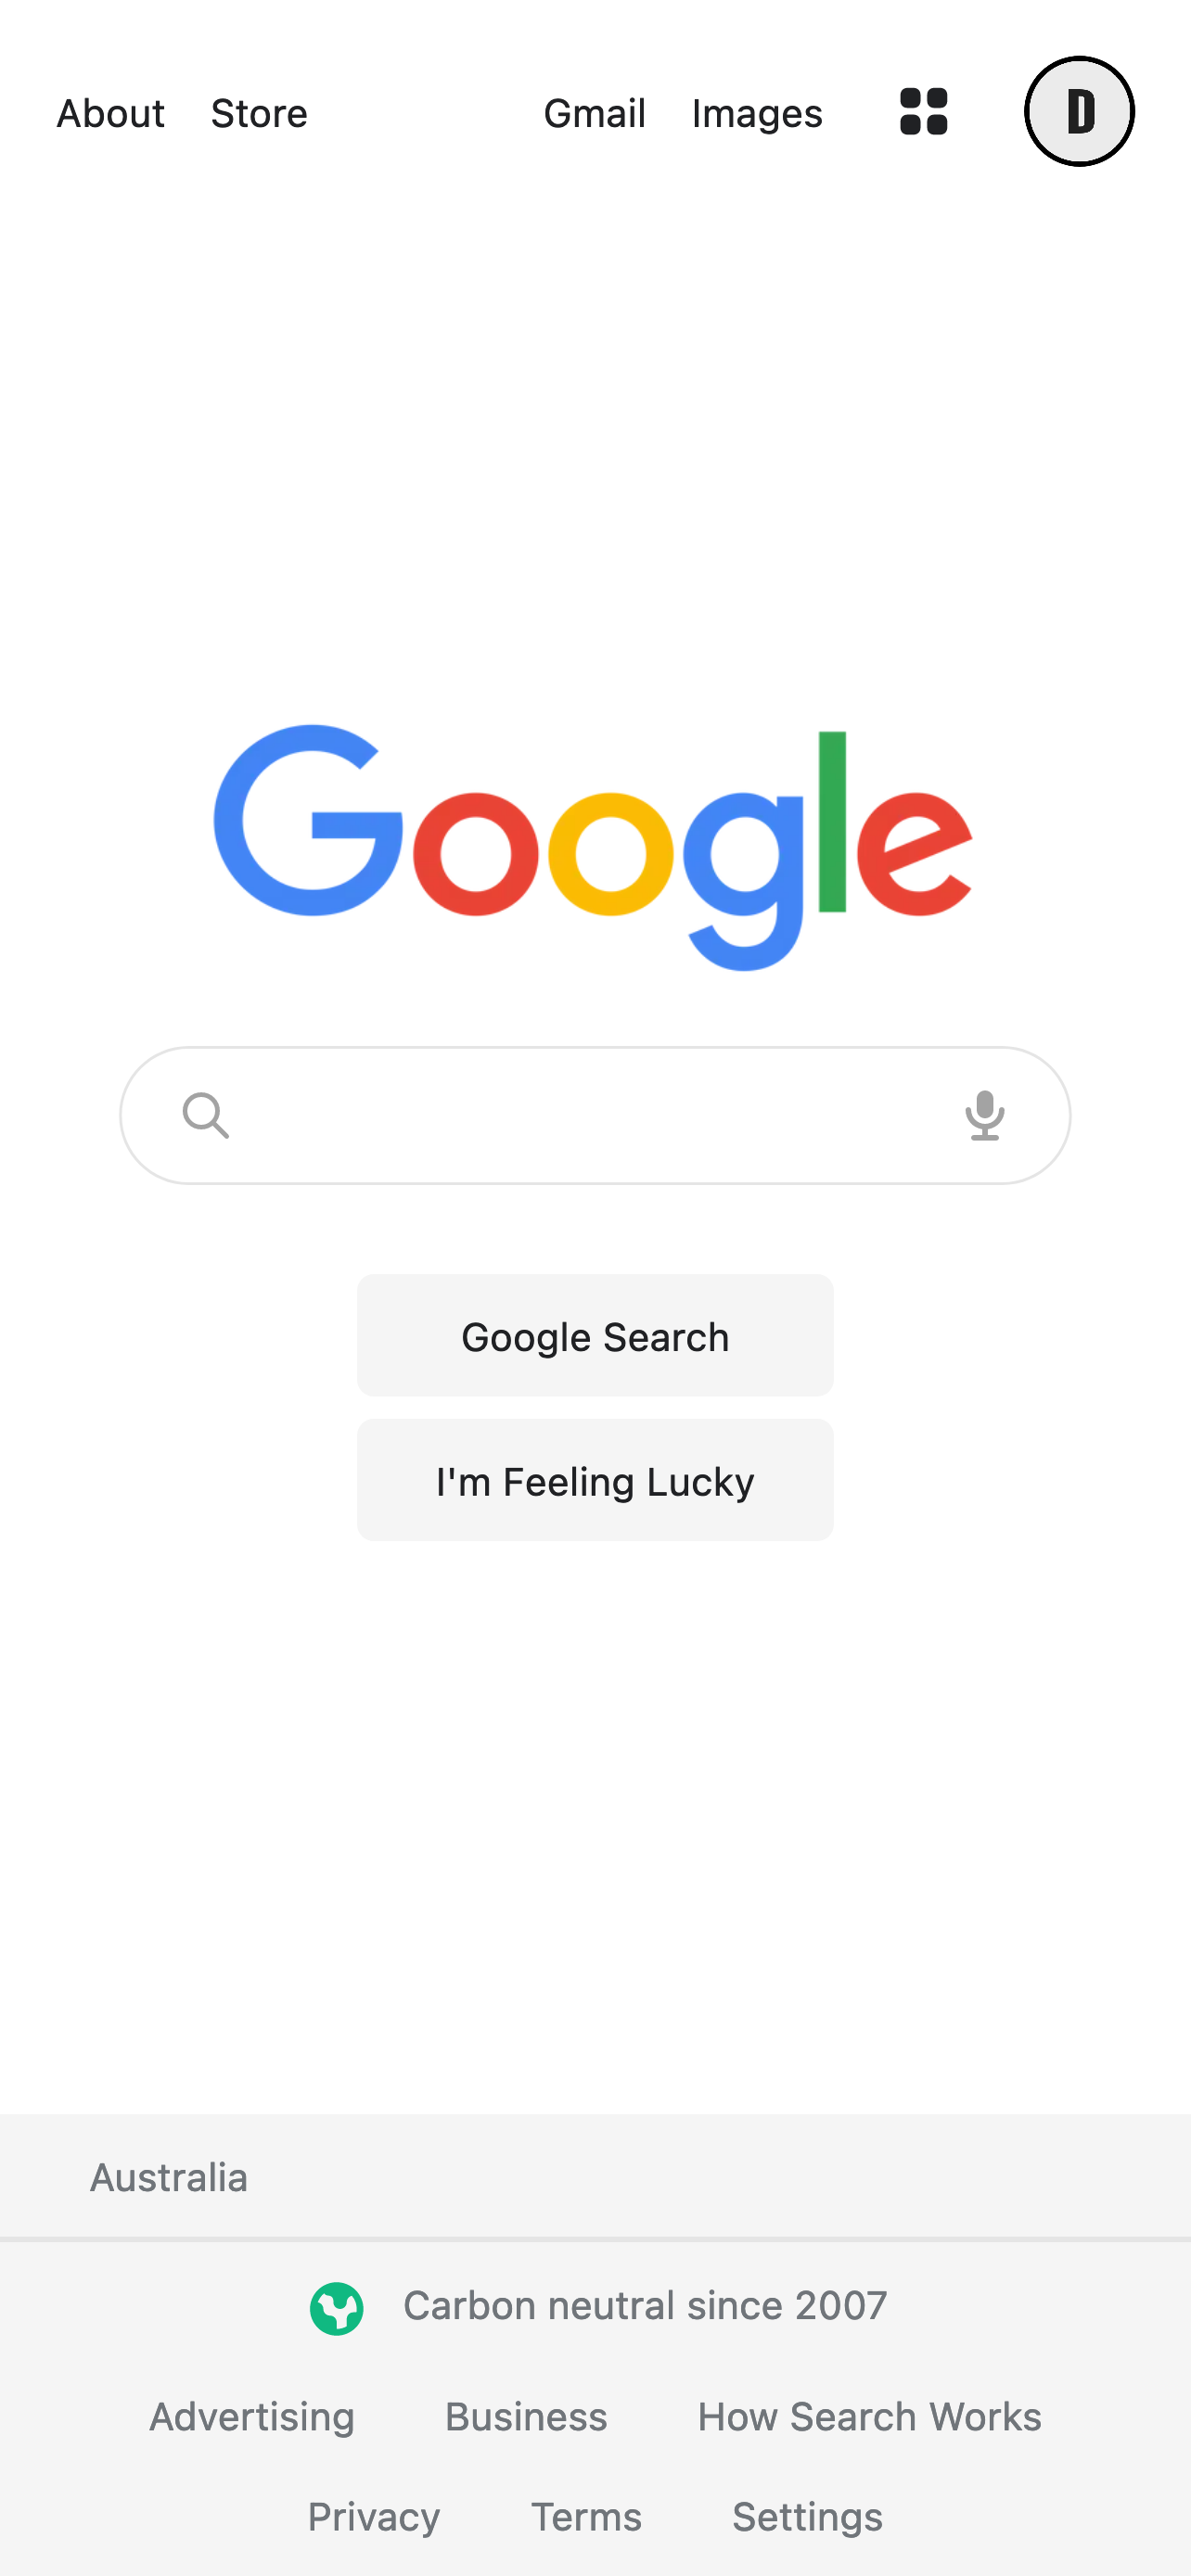 About Store Gmail Images D
Google
Google Search
I'm Feeling Lucky
Australia
Carbon neutral since 2007
Advertising Business How Search Works
Privacy Terms Settings